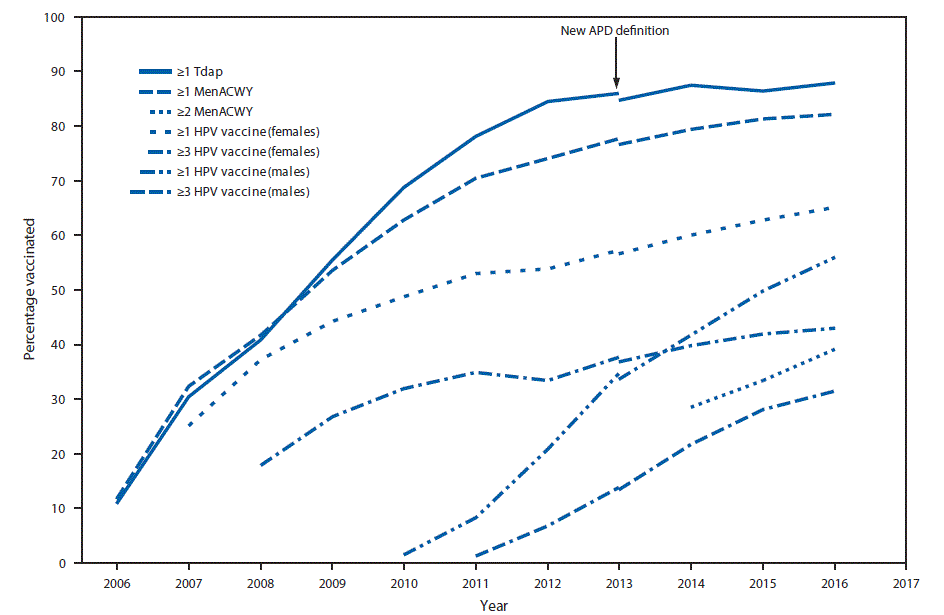 100
New APD definition
90
≥1 Tdap
≥1 MenACWY
≥2 MenACWY
80
≥1 HPV vaccine (females)
≥3 HPV vaccine (females)
≥1 HPV vaccine (males)
70
≥3 HPV vaccine (males)
60
50
40
30
20
10
0
Percentage vaccinated
2006 2007 2008 2009 2010 2011 2012 2013 2014 2015 2016 2017
Year